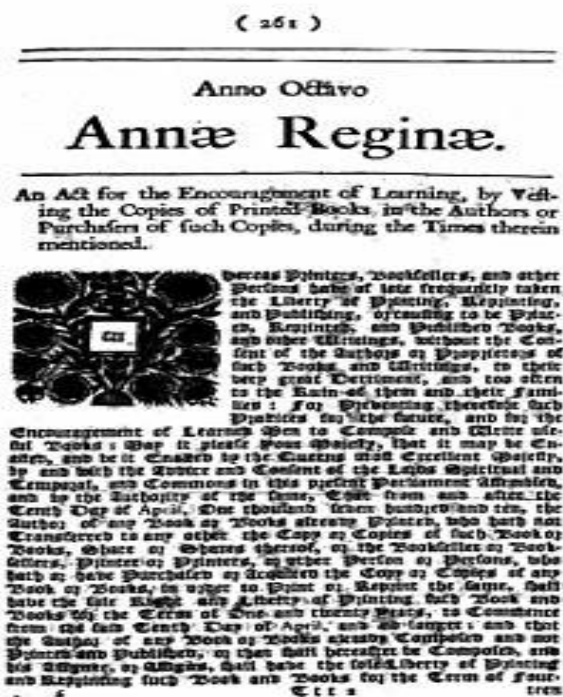 ( 261 )
Anno Octavo
Annæ Reginæ.
An Act for the Encouragement of Learning, by Vest-
ing the Copies of Printed Books in the Authors or
Purchasers of such Copies, during the Times therein
mentioned.
Whereas Printers, Booksellers, and other
Persons have of late frequently taken
the Liberty of Printing, Reprinting,
and Publishing, or causing to be Print-
ed, Reprinted, and Published Books,
and other Writings, without the Con-
sent of the Authors or Proprietors of
such Books and Writings, to their
very great Detriment, and too often
to the Ruin of them and their Fami-
lies: For Preventing therefore such
Practices for the future, and for the
Encouragement of Learned Men to Compose and Write use-
ful Books; May it please Your Majesty, that it may be En-
acted, and be it Enacted by the Queens most Excellent Majesty,
by and with the Advice and Consent of the Lords Spiritual and
Temporal, and Commons in this present Parliament Assembled,
and by the Authority of the same, That from and after the
Tenth Day of April, One thousand seven hundred and ten, the
Author of any Book or Books already Printed, who hath not
Transferred to any other the Copy or Copies of such Book or
Books, Share or Shares thereof, or the Bookseller or Book-
sellers, Printer or Printers, or other Person or Persons, who
hath or have Purchased or Acquired the Copy or Copies of any
Book or Books, in order to Print or Reprint the same, shall
have the sole Right and Liberty of Printing such Book and
Books for the Term of One and twenty Years, to Commence
from the said Tenth Day of April, and no longer; and that
the Author of any Book or Books already Composed and not
Printed and Published, or that shall hereafter be Composed, and
his Assignee, or Assigns, shall have the sole Liberty of Printing
and Reprinting such Book and Books for the Term of Four-
Tttt teen